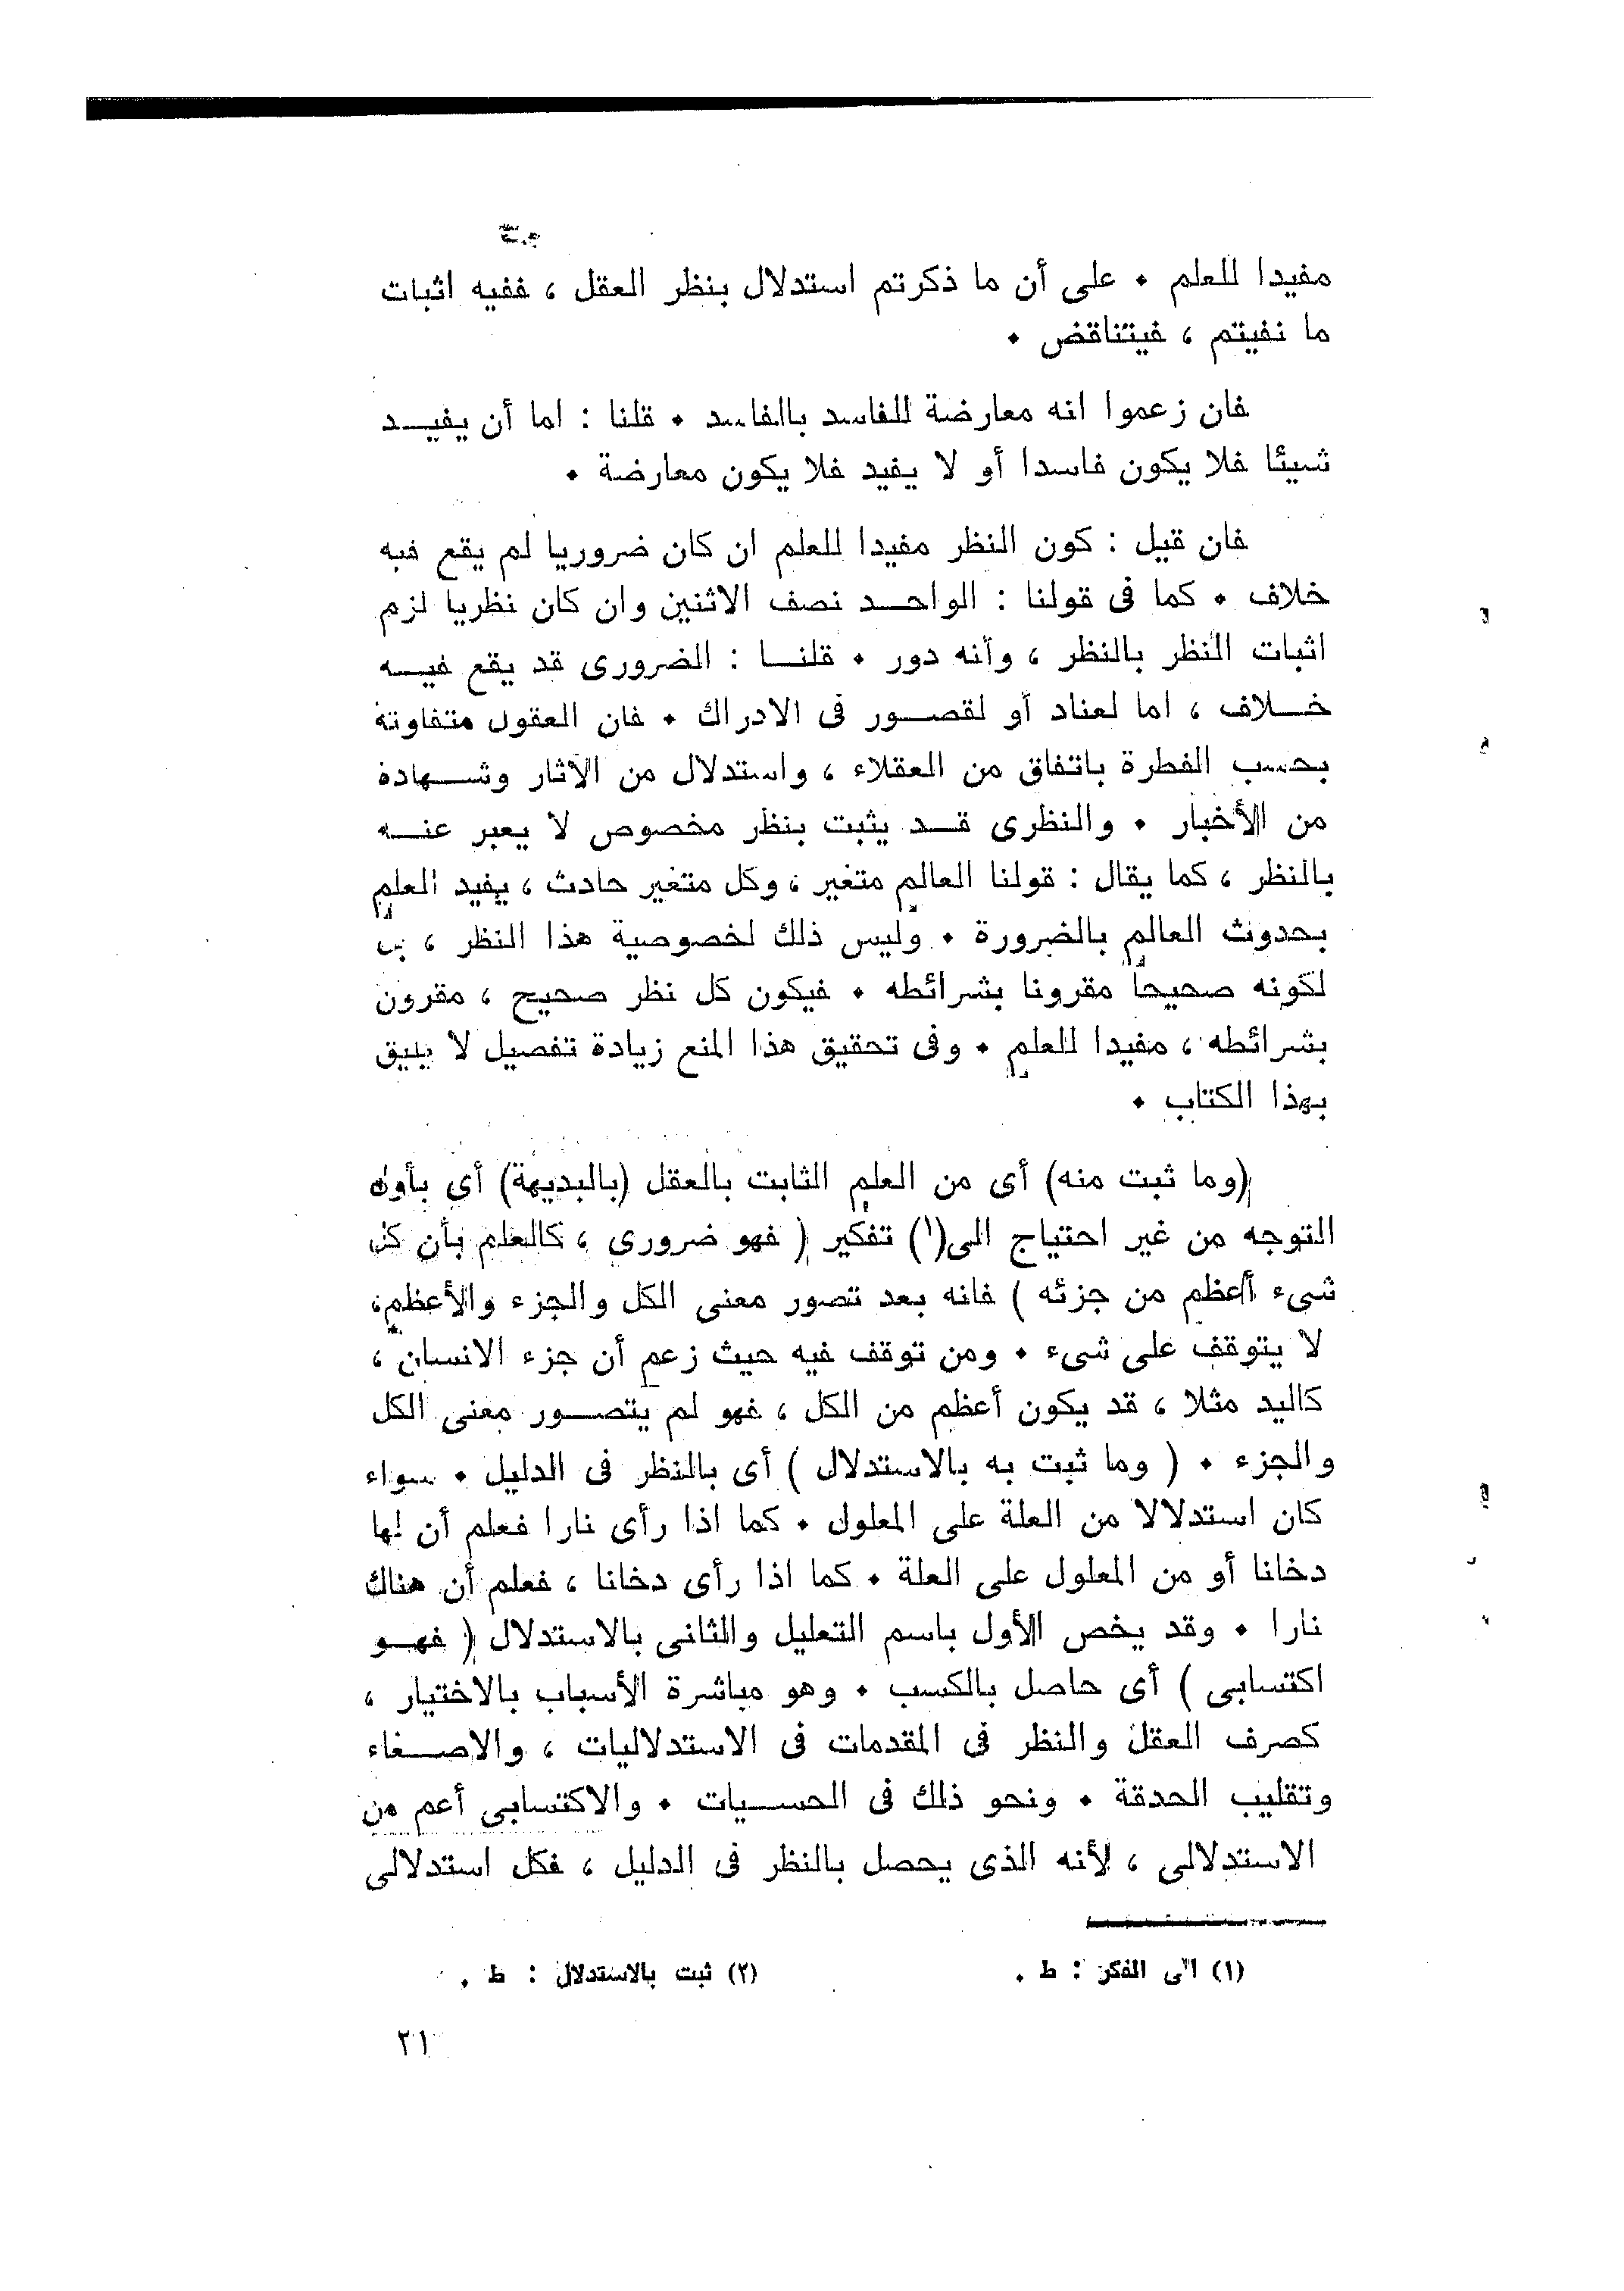 مفيدا للعلم . على أن ما ذكرتم استدلال بنظر العقل ، ففيه اثبات
ما نفيتم ، فيتناقض .
فان زعموا انه معارضة للفاسد بالفاسد . قلنا : اما أن يفيــد
شيئا فلا يكون فاسدا أو لا يفيد فلا يكون معارضة .
فان قيل : كون النظر مفيدا للعلم ان كان ضروريا لم يقع فيه
خلاف . كما فى قولنا : الواحــد نصف الاثنين وان كان نظريا لزم
اثبات النظر بالنظر ، وأنه دور . قلنــا : الضرورى قد يقع فيــه
خــلاف ، اما لعناد أو لقصــور فى الادراك . فان العقول متفاوتة
بحسب الفطرة باتفاق من العقلاء ، واستدلال من الآثار وشــهادة
من الأخبار . والنظرى قــد يثبت بنظر مخصوص لا يعبر عنــه
بالنظر ، كما يقال : قولنا العالم متغير ، وكل متغير حادث ، يفيد العلم
بحدوث العالم بالضرورة . وليس ذلك لخصوصية هذا النظر ، بل
لكونه صحيحا مقرونا بشرائطه . فيكون كل نظر صحيح ، مقرون
بشرائطه ، مفيدا للعلم . وفى تحقيق هذا المنع زيادة تفصيل لا يليق
بهذا الكتاب .
(وما ثبت منه) أى من العلم الثابت بالعقل (بالبديهة) أى بأول
التوجه من غير احتياج الى(١) تفكير ( فهو ضرورى ، كالعلم بأن كل
شىء أعظم من جزئه ) فانه بعد تصور معنى الكل والجزء والأعظم،
لا يتوقف على شىء . ومن توقف فيه حيث زعم أن جزء الانسان ،
كاليد مثلا ، قد يكون أعظم من الكل ، فهو لم يتصــور معنى الكل
والجزء . ( وما ثبت به بالاستدلال ) أى بالنظر فى الدليل . سواء
كان استدلالا من العلة على المعلول . كما اذا رأى نارا فعلم أن لها
دخانا أو من المعلول على العلة . كما اذا رأى دخانا ، فعلم أن هناك
نارا . وقد يخص الأول باسم التعليل والثانى بالاستدلال ( فهــو
اكتسابى ) أى حاصل بالكسب . وهو مباشرة الأسباب بالاختيار ،
كصرف العقل والنظر فى المقدمات فى الاستدلاليات ، والاصــغاء
وتقليب الحدقة . ونحو ذلك فى الحســيات . والاكتسابى أعم من
الاستدلالى ، لأنه الذى يحصل بالنظر فى الدليل ، فكل استدلالى
(١) الى الفكر : ط .
(٢) ثبت بالاستدلال : ط .
٢١